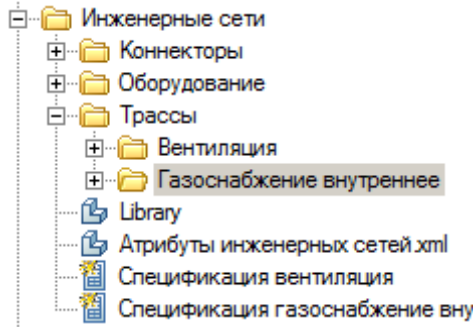 Инженерные сети
Коннекторы
Оборудование
Трассы
Вентиляция
Газоснабжение внутреннее
Library
Атрибуты инженерных сетей.xml
Спецификация вентиляция
Спецификация газоснабжение вну